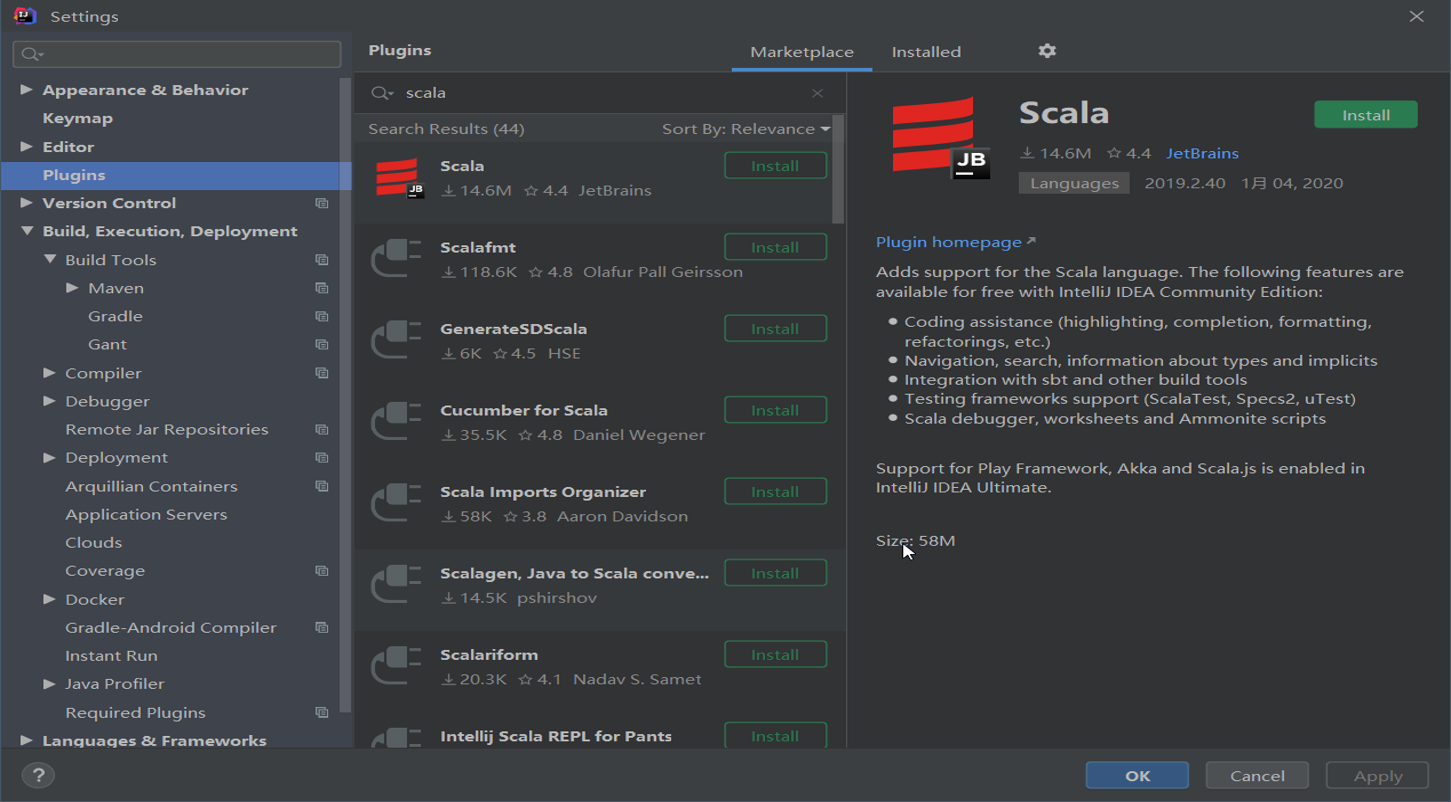 Settings
Appearance & Behavior
Keymap
Editor
Plugins
Version Control
Build, Execution, Deployment
Build Tools
Maven
Gradle
Gant
Compiler
Debugger
Remote Jar Repositories
Deployment
Arquillian Containers
Application Servers
Clouds
Coverage
Docker
Gradle-Android Compiler
Instant Run
Java Profiler
Required Plugins
Languages & Frameworks
Plugins
Marketplace
Installed
scala
Search Results (44)
Sort By: Relevance
Scala
Install
14.6M 4.4 JetBrains
JB
Scalafmt
Install
118.6K 4.8 Olafur Pall Geirsson
GenerateSDScala
Install
6K 4.5 HSE
Cucumber for Scala
Install
35.5K 4.8 Daniel Wegener
Scala Imports Organizer
Install
58K 3.8 Aaron Davidson
Scalagen, Java to Scala conve...
Install
14.5K pshirshov
Scalariform
Install
20.3K 4.1 Nadav S. Samet
Intellij Scala REPL for Pants
Install
JB
Scala
Install
14.6M 4.4 JetBrains
Languages 2019.2.40 1月 04, 2020
Plugin homepage
Adds support for the Scala language. The following features are
available for free with IntelliJ IDEA Community Edition:
Coding assistance (highlighting, completion, formatting,
refactorings, etc.)
Navigation, search, information about types and implicits
Integration with sbt and other build tools
Testing frameworks support (ScalaTest, Specs2, uTest)
Scala debugger, worksheets and Ammonite scripts
Support for Play Framework, Akka and Scala.js is enabled in
IntelliJ IDEA Ultimate.
Size: 58M
?
OK
Cancel
Apply